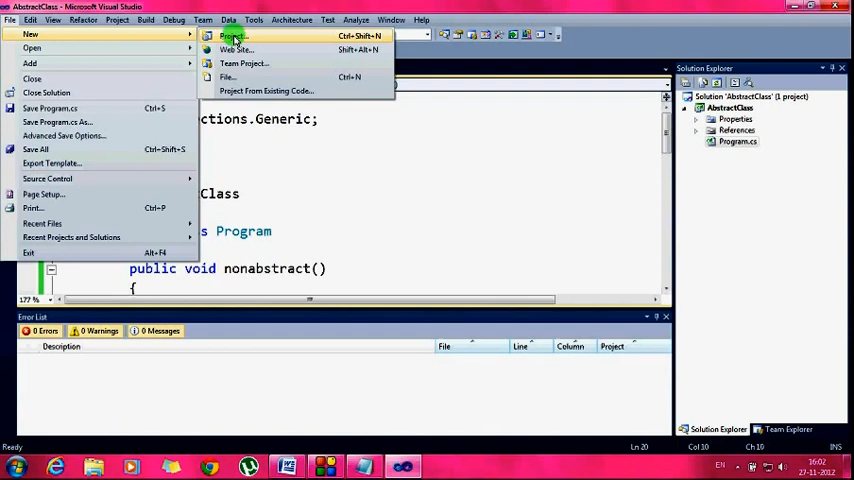 AbstractClass - Microsoft Visual Studio
File Edit View Refactor Project Build Debug Team Data Tools Architecture Test Analyze Window Help
New
Open
Add
Close
Close Solution
Save Program.cs Ctrl+S
Save Program.cs As...
Advanced Save Options...
Save All Ctrl+Shift+S
Export Template...
Source Control
Page Setup...
Print... Ctrl+P
Recent Files
Recent Projects and Solutions
Exit Alt+F4
Project... Ctrl+Shift+N
Web Site... Shift+Alt+N
Team Project...
File... Ctrl+N
Project From Existing Code...
ections.Generic;
tClass
s Program
public void nonabstract()
{
177 %
Solution Explorer
Solution 'AbstractClass' (1 project)
AbstractClass
Properties
References
Program.cs
Error List
0 Errors 0 Warnings 0 Messages
Description File Line Column Project
Solution Explorer Team Explorer
Ready Ln 20 Col 10 Ch 10 INS
EN 16:02
27-11-2012